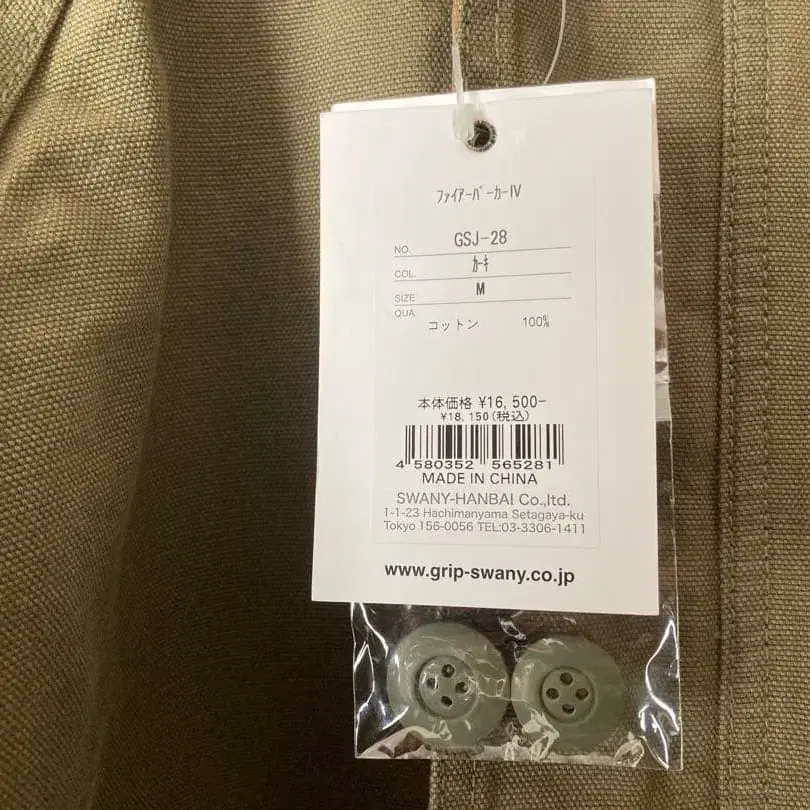 ﾌｧｲｱｰﾊﾟｰｶｰⅣ
NO. GSJ-28
COL. ｶｰｷ
SIZE M
QUA
コットン 100%
本体価格 ¥16,500-
¥18,150(税込)
4 580352 565281
MADE IN CHINA
SWANY-HANBAI Co.,ltd.
1-1-23 Hachimanyama Setagaya-ku
Tokyo 156-0056 TEL:03-3306-1411
www.grip-swany.co.jp